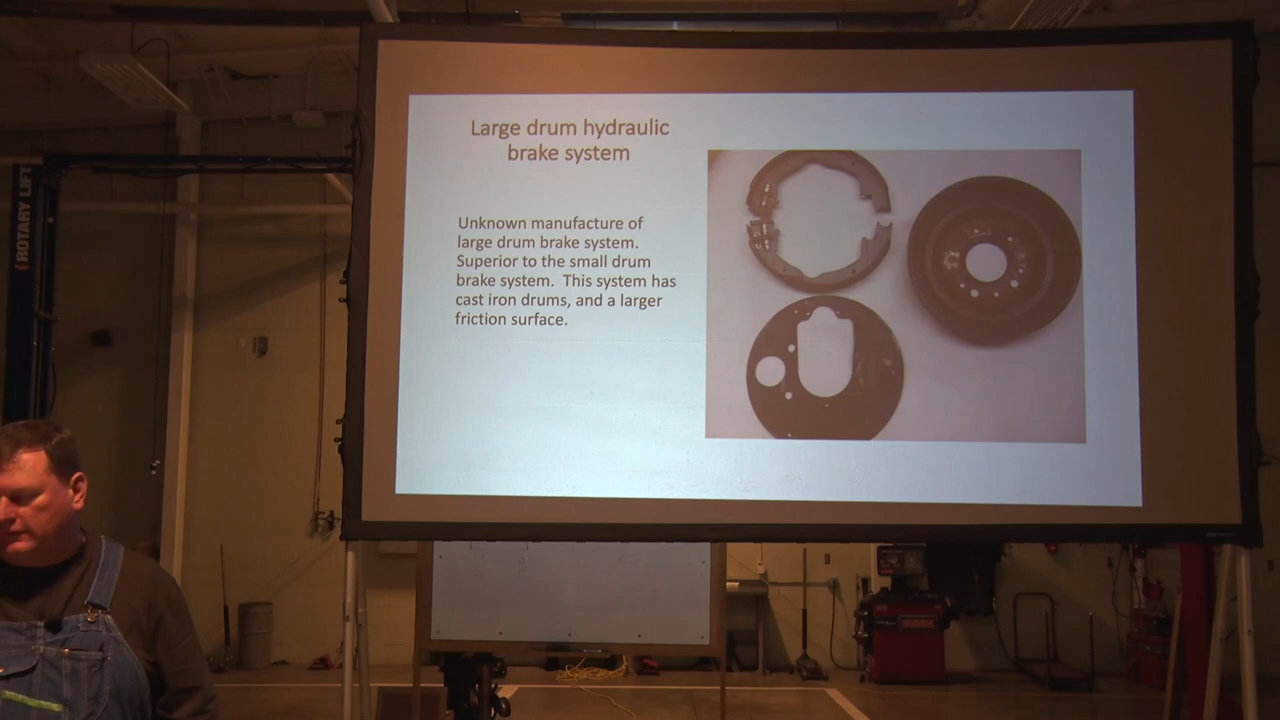 Large drum hydraulic
brake system
Unknown manufacture of
large drum brake system.
Superior to the small drum
brake system.  This system has
cast iron drums, and a larger
friction surface.
ROTARY LIFT